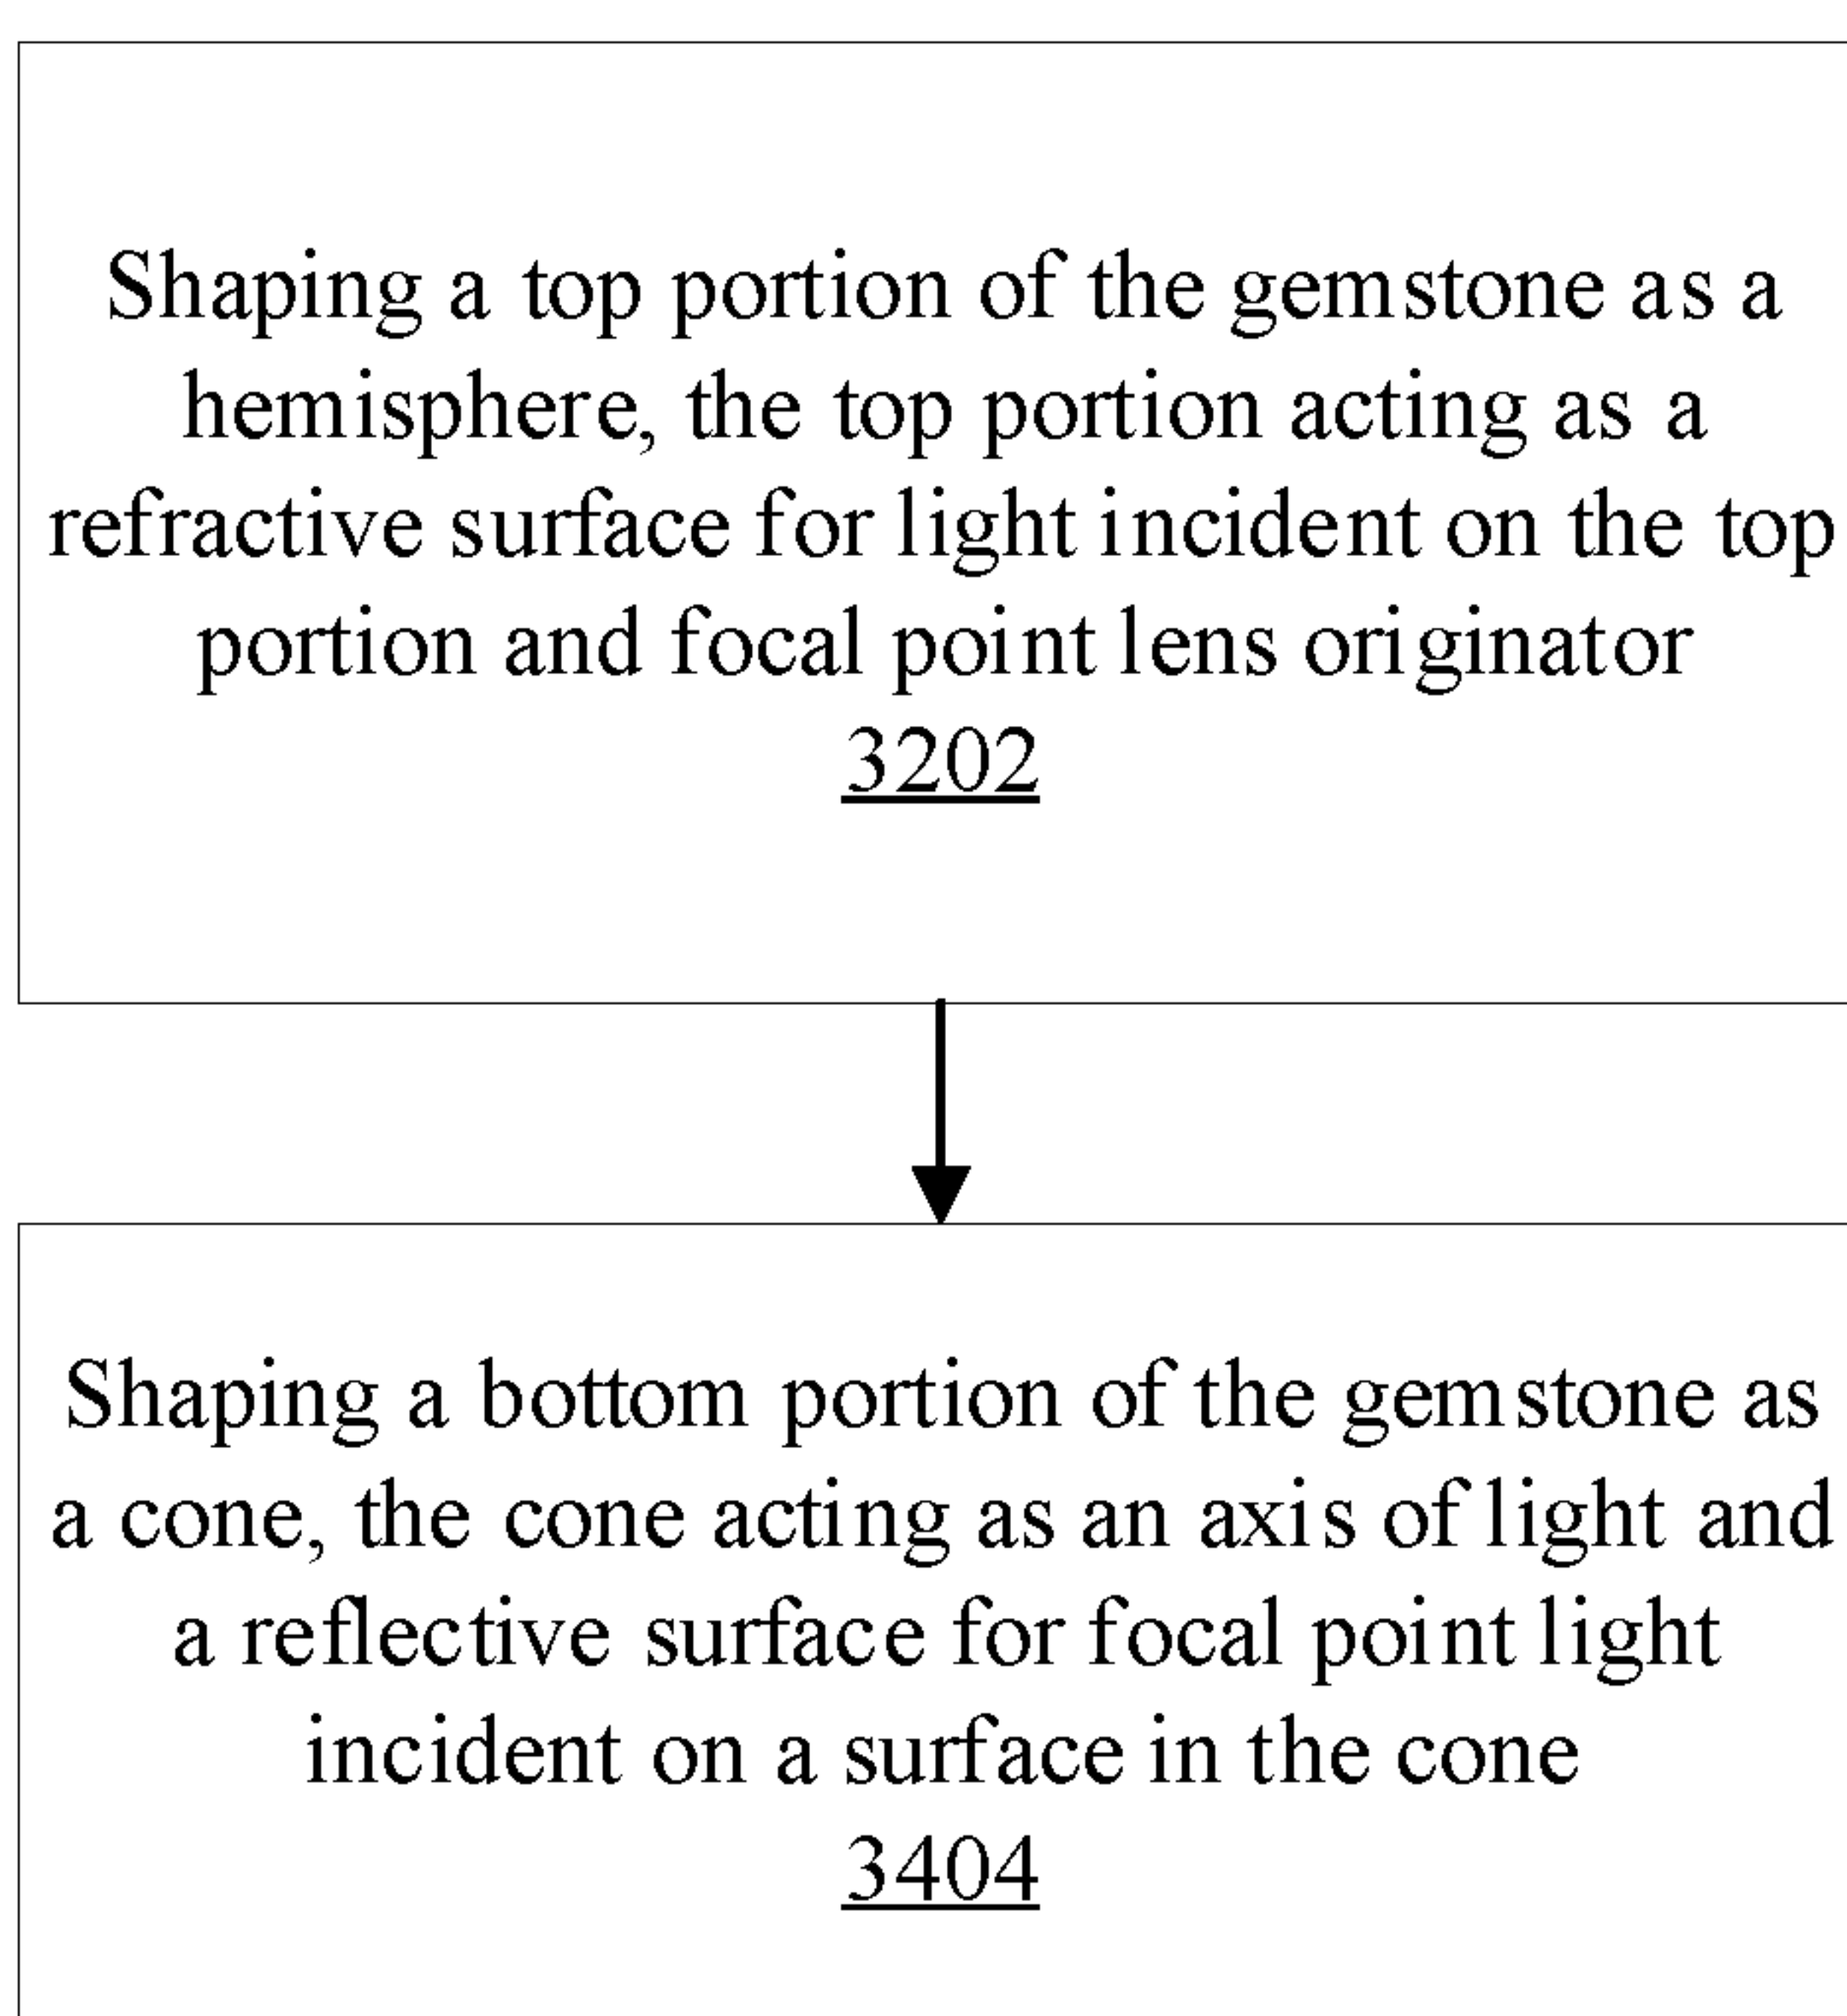 Shaping a top portion of the gemstone as a
hemisphere, the top portion acting as a
refractive surface for light incident on the top
portion and focal point lens originator
3202
Shaping a bottom portion of the gemstone as
a cone, the cone acting as an axis of light and
a reflective surface for focal point light
incident on a surface in the cone
3404